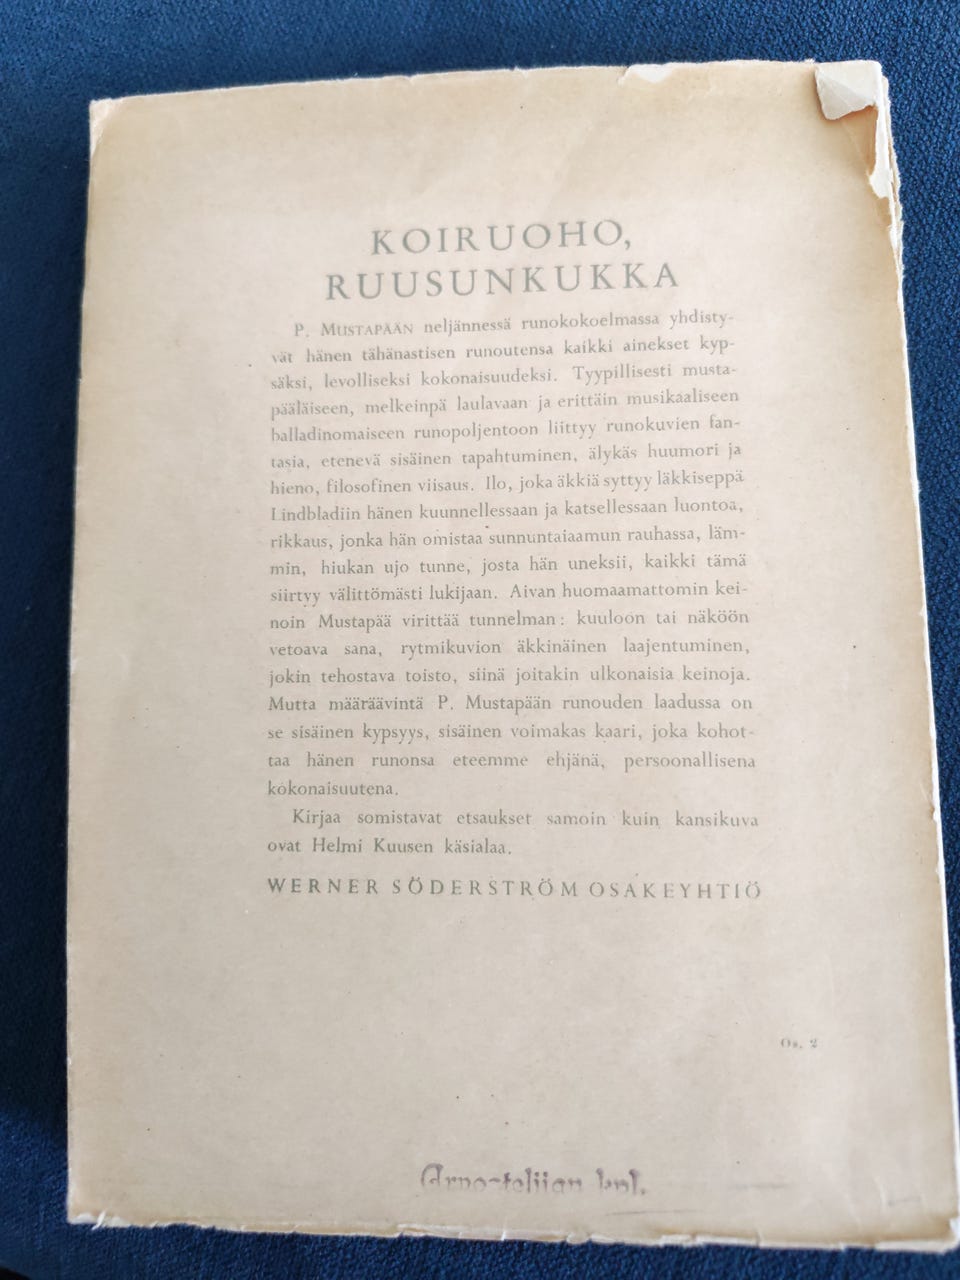 KOIRUOHO,
RUUSUNKUKKA
P. MUSTAPÄÄN neljännessä runokokoelmassa yhdisty-
vät hänen tähänastisen runoutensa kaikki ainekset kyp-
säksi, levolliseksi kokonaisuudeksi. Tyypillisesti musta-
pääläiseen, melkeinpä laulavaan ja erittäin musikaaliseen
balladinomaiseen runopoljentoon liittyy runokuvien fan-
tasia, etenevä sisäinen tapahtuminen, älykäs huumori ja
hieno, filosofinen viisaus. Ilo, joka äkkiä syttyy läkkiseppä
Lindbladiin hänen kuunnellessaan ja katsellessaan luontoa,
rikkaus, jonka hän omistaa sunnuntaiaamun rauhassa, läm-
min, hiukan ujo tunne, josta hän uneksii, kaikki tämä
siirtyy välittömästi lukijaan. Aivan huomaamattomin kei-
noin Mustapää virittää tunnelman: kuuloon tai näköön
vetoava sana, rytmikuvion äkkinäinen laajentuminen,
jokin tehostava toisto, siinä joitakin ulkonaisia keinoja.
Mutta määräävintä P. Mustapään runouden laadussa on
se sisäinen kypsyys, sisäinen voimakas kaari, joka kohot-
taa hänen runonsa eteemme ehjänä, persoonallisena
kokonaisuutena.
Kirjaa somistavat etsaukset samoin kuin kansikuva
ovat Helmi Kuusen käsialaa.
WERNER SÖDERSTRÖM OSAKEYHTIÖ
Os. 2
Arvostelijan kpl.